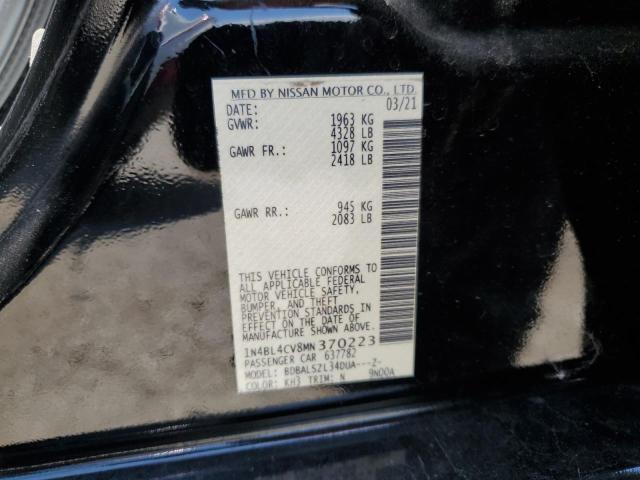 MFD BY NISSAN MOTOR CO., LTD.
DATE: 03/21
GVWR: 1963 KG
4328 LB
GAWR FR.: 1097 KG
2418 LB
GAWR RR.: 945 KG
2083 LB
THIS VEHICLE CONFORMS TO
ALL APPLICABLE FEDERAL
MOTOR VEHICLE SAFETY,
BUMPER, AND THEFT
PREVENTION STANDARDS IN
EFFECT ON THE DATE OF
MANUFACTURE SHOWN ABOVE.
1N4BL4CV8MN370223
PASSENGER CAR 637782
MODEL: BDBALSZL34DUA---Z-
COLOR: KH3 TRIM: N 9N00A